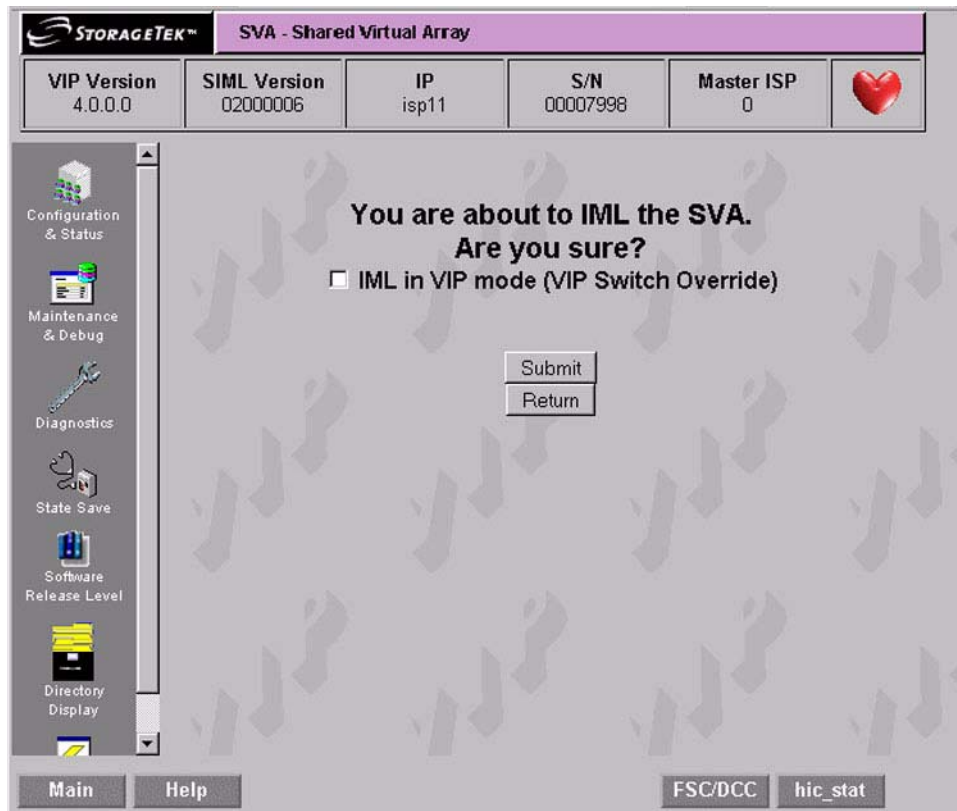 STORAGETEK™ SVA - Shared Virtual Array
VIP Version SIML Version IP S/N Master ISP
4.0.0.0 02000006 isp11 00007998 0
Configuration
& Status
Maintenance
& Debug
Diagnostics
State Save
Software
Release Level
Directory
Display
You are about to IML the SVA.
Are you sure?
IML in VIP mode (VIP Switch Override)
Submit
Return
Main Help FSC/DCC hic_stat